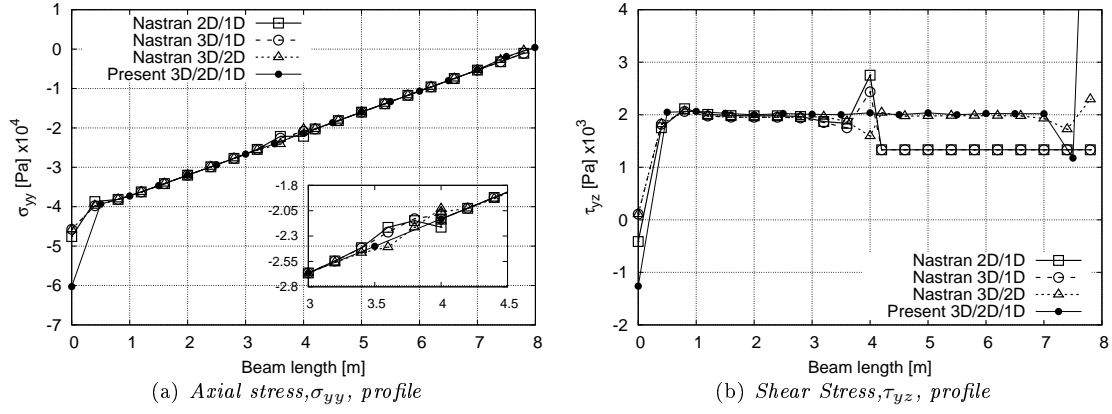 Nastran 2D/1D
Nastran 3D/1D
Nastran 3D/2D
Present 3D/2D/1D
σyy [Pa] x10^4
1
0
-1
-2
-3
-4
-5
-6
-7
-1.8
-2.05
-2.3
-2.55
-2.8
3 3.5 4 4.5
0 1 2 3 4 5 6 7 8
Beam length [m]
(a) Axial stress,σyy, profile
τyz [Pa] x10^3
4
3
2
1
0
-1
-2
Nastran 2D/1D
Nastran 3D/1D
Nastran 3D/2D
Present 3D/2D/1D
0 1 2 3 4 5 6 7 8
Beam length [m]
(b) Shear Stress,τyz, profile